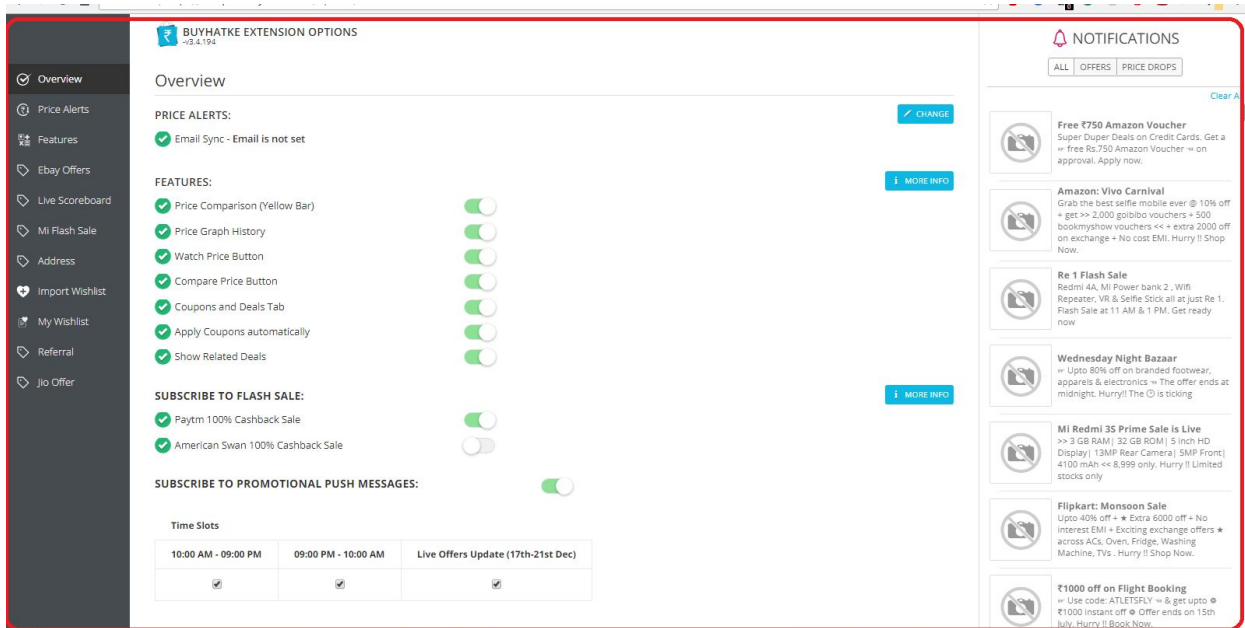 BUYHATKE EXTENSION OPTIONS
-v3.4.194
Overview
Price Alerts
Features
Ebay Offers
Live Scoreboard
Mi Flash Sale
Address
Import Wishlist
My Wishlist
Referral
Jio Offer
Overview
PRICE ALERTS:
CHANGE
Email Sync - Email is not set
FEATURES:
MORE INFO
Price Comparison (Yellow Bar)
Price Graph History
Watch Price Button
Compare Price Button
Coupons and Deals Tab
Apply Coupons automatically
Show Related Deals
SUBSCRIBE TO FLASH SALE:
MORE INFO
Paytm 100% Cashback Sale
American Swan 100% Cashback Sale
SUBSCRIBE TO PROMOTIONAL PUSH MESSAGES:
Time Slots
10:00 AM - 09:00 PM 09:00 PM - 10:00 AM Live Offers Update (17th-21st Dec)
NOTIFICATIONS
ALL OFFERS PRICE DROPS
Clear A
Free ₹750 Amazon Voucher
Super Duper Deals on Credit Cards. Get a
free Rs.750 Amazon Voucher on
approval. Apply now.
Amazon: Vivo Carnival
Grab the best selfie mobile ever @ 10% off
+ get >> 2,000 goibibo vouchers + 500
bookmyshow vouchers << + extra 2000 off
on exchange + No cost EMI. Hurry !! Shop
Now.
Re 1 Flash Sale
Redmi 4A, MI Power bank 2 , Wifi
Repeater, VR & Selfie Stick all at just Re 1.
Flash Sale at 11 AM & 1 PM. Get ready
now
Wednesday Night Bazaar
Upto 80% off on branded footwear,
apparels & electronics The offer ends at
midnight. Hurry!! The is ticking
Mi Redmi 3S Prime Sale is Live
>> 3 GB RAM| 32 GB ROM| 5 inch HD
Display| 13MP Rear Camera| 5MP Front|
4100 mAh << 8,999 only. Hurry !! Limited
stocks only
Flipkart: Monsoon Sale
Upto 40% off + ★ Extra 6000 off + No
interest EMI + Exciting exchange offers ★
across ACs, Oven, Fridge, Washing
Machine, TVs . Hurry !! Shop Now.
₹1000 off on Flight Booking
Use code: ATLETSFLY & get upto
₹1000 instant off Offer ends on 15th
July. Hurry !! Book Now.